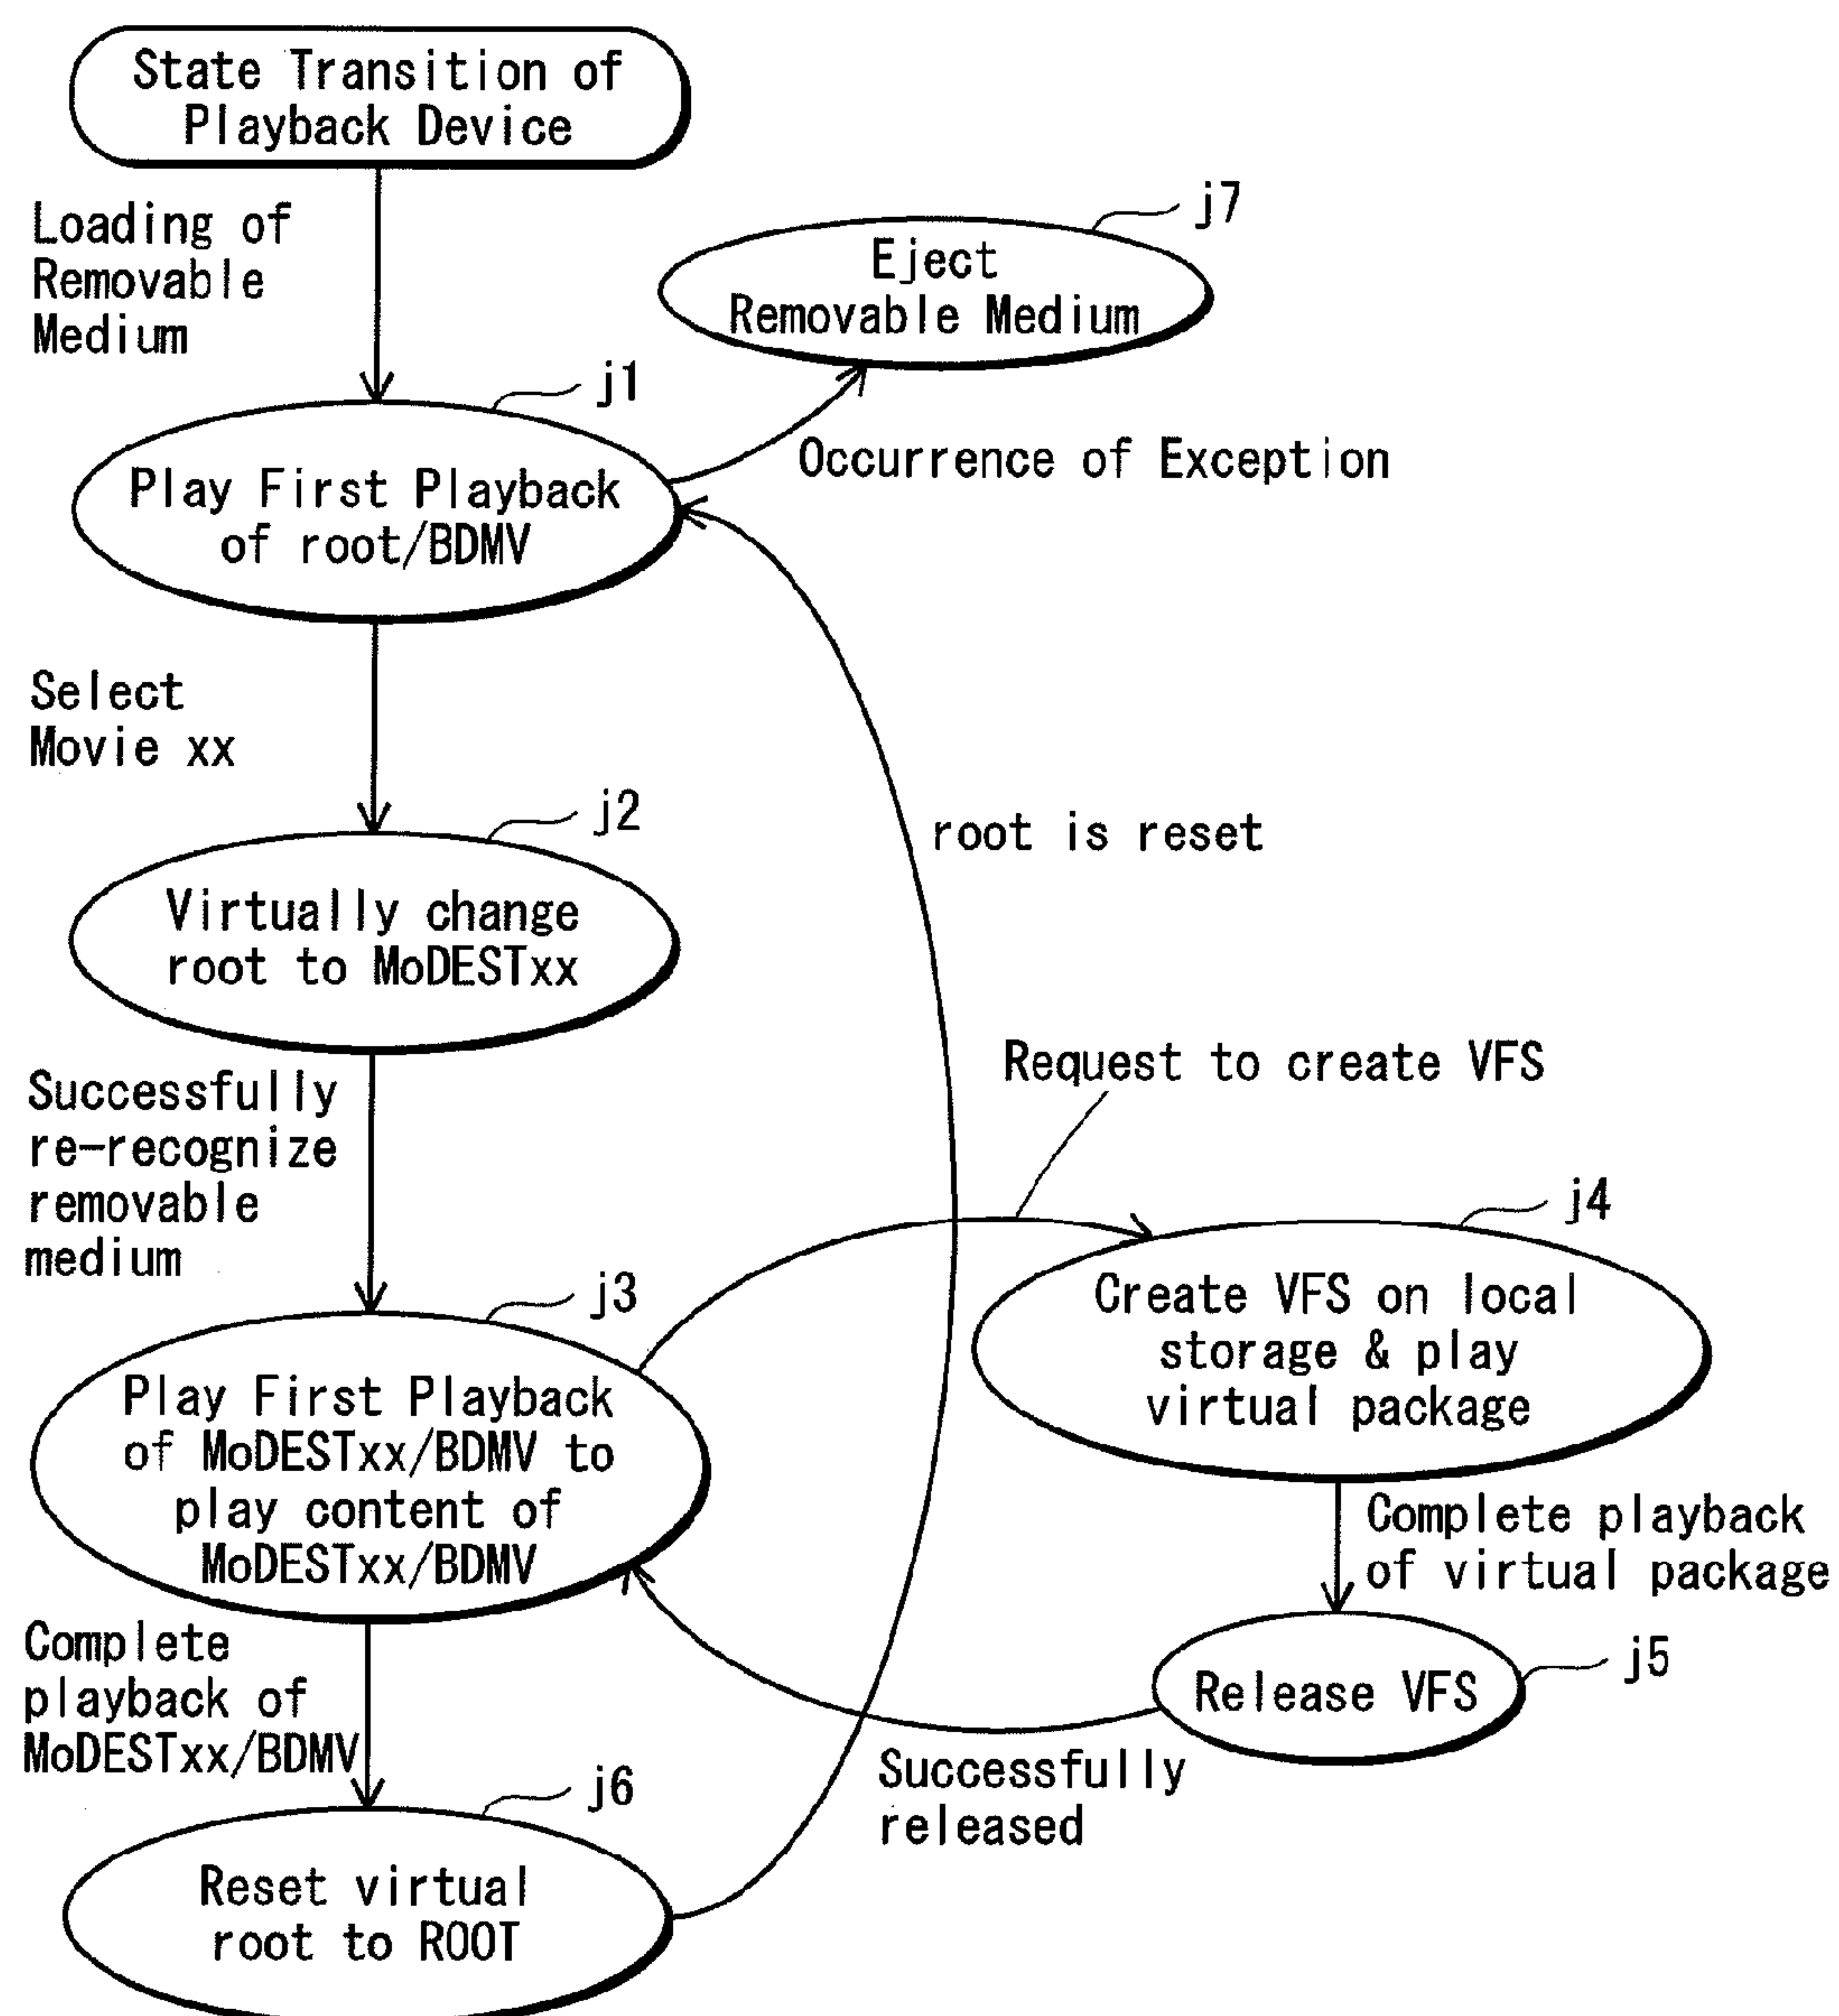 State Transition of
Playback Device
Loading of
Removable
Medium
j7
Eject
Removable Medium
j1
Occurrence of Exception
Play First Playback
of root/BDMV
Select
Movie xx
j2
root is reset
Virtually change
root to MoDESTxx
Request to create VFS
Successfully
re-recognize
removable
medium
j4
j3
Create VFS on local
storage & play
virtual package
Play First Playback
of MoDESTxx/BDMV to
play content of
MoDESTxx/BDMV
Complete playback
of virtual package
Complete
playback of
MoDESTxx/BDMV
j5
Release VFS
Successfully
released
j6
Reset virtual
root to ROOT